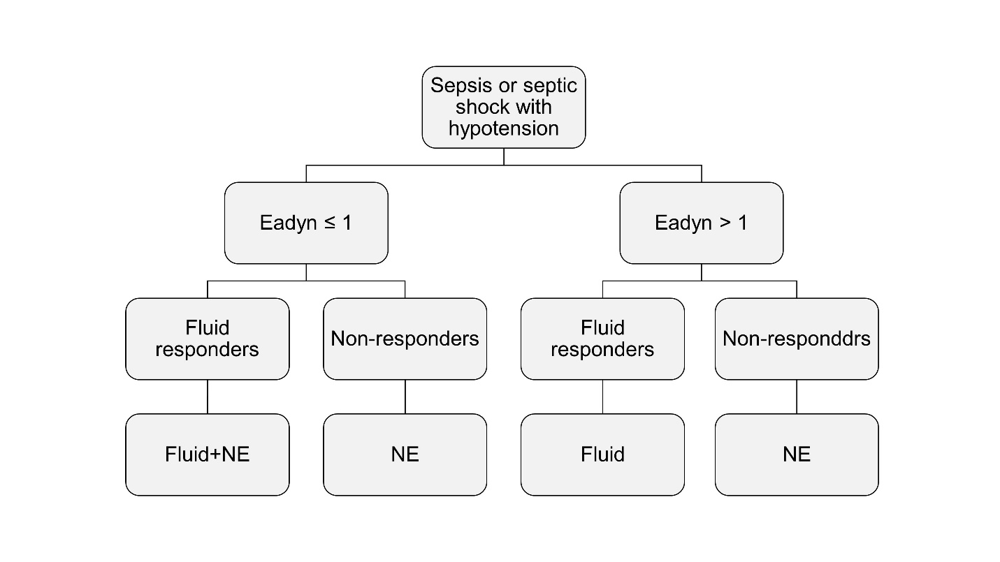 Sepsis or septic
shock with
hypotension
Eadyn ≤ 1
Eadyn > 1
Fluid
responders
Non-responders
Fluid
responders
Non-responddrs
Fluid+NE
NE
Fluid
NE